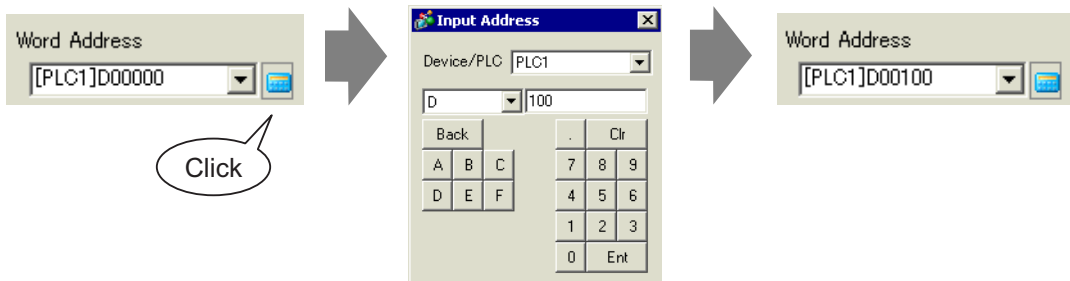 Word Address
[PLC1]D00000
Click
Input Address
Device/PLC PLC1
D 100
Back . Clr
A B C 7 8 9
D E F 4 5 6
1 2 3
0 Ent
Word Address
[PLC1]D00100